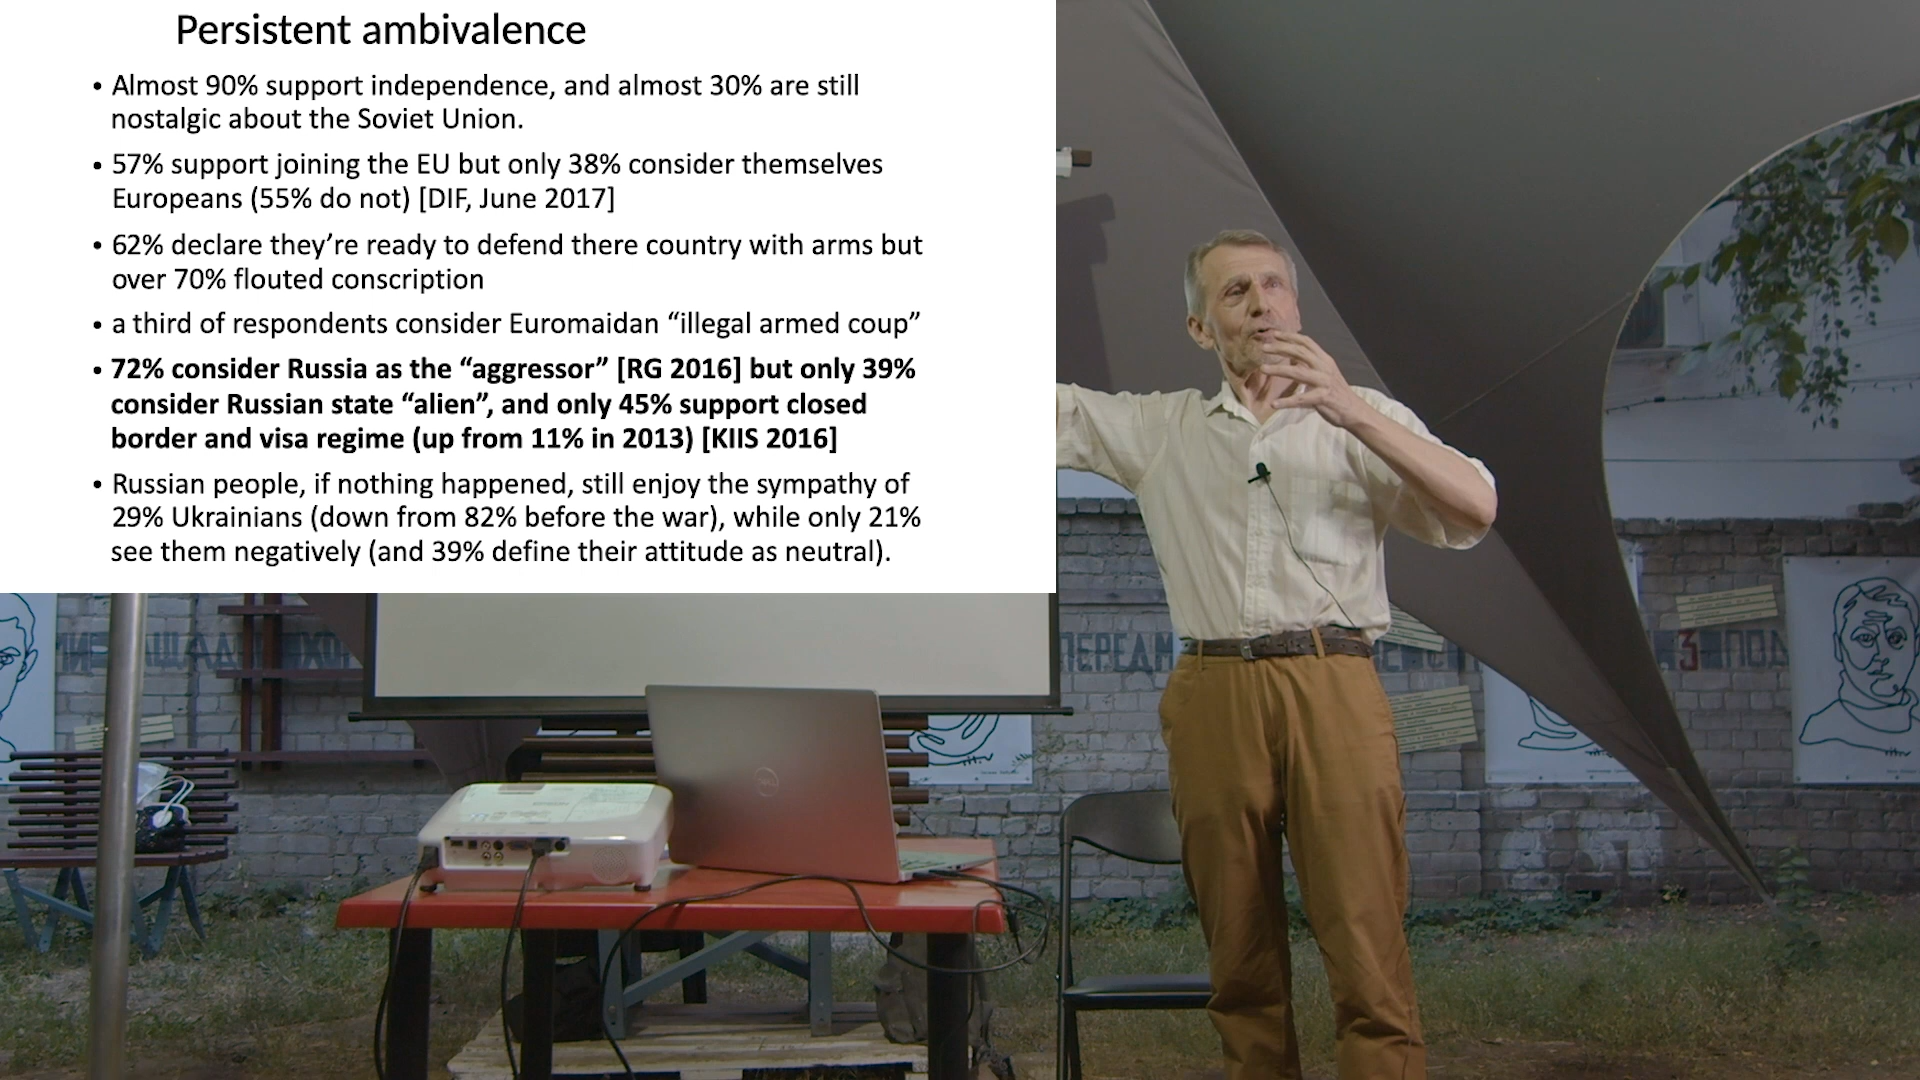 Persistent ambivalence
• Almost 90% support independence, and almost 30% are still
nostalgic about the Soviet Union.
• 57% support joining the EU but only 38% consider themselves
Europeans (55% do not) [DIF, June 2017]
• 62% declare they’re ready to defend there country with arms but
over 70% flouted conscription
• a third of respondents consider Euromaidan “illegal armed coup”
• 72% consider Russia as the “aggressor” [RG 2016] but only 39%
consider Russian state “alien”, and only 45% support closed
border and visa regime (up from 11% in 2013) [KIIS 2016]
• Russian people, if nothing happened, still enjoy the sympathy of
29% Ukrainians (down from 82% before the war), while only 21%
see them negatively (and 39% define their attitude as neutral).
DELL